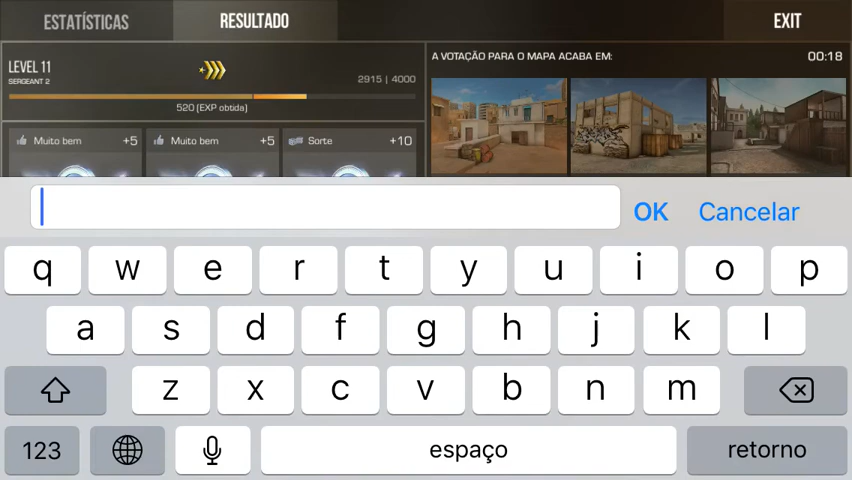 ESTATÍSTICAS RESULTADO EXIT
LEVEL 11
SERGEANT 2
2915 | 4000
520 (EXP obtida)
Muito bem +5 Muito bem +5 Sorte +10
A VOTAÇÃO PARA O MAPA ACABA EM: 00:18
OK Cancelar
q w e r t y u i o p
a s d f g h j k l
z x c v b n m
123 espaço retorno